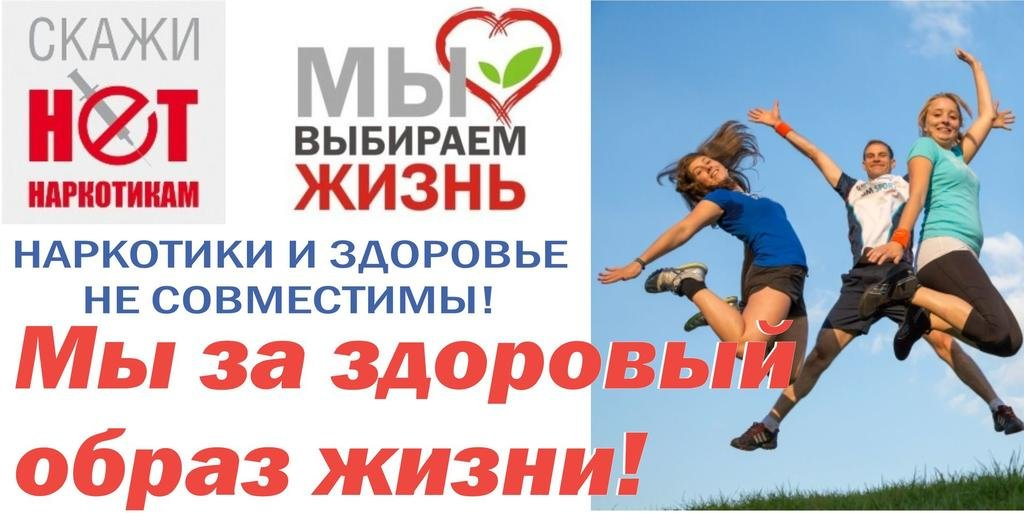 СКАЖИ
НЕТ
НАРКОТИКАМ
МЫ
ВЫБИРАЕМ
ЖИЗНЬ
НАРКОТИКИ И ЗДОРОВЬЕ
НЕ СОВМЕСТИМЫ!
Мы за здоровый
образ жизни!